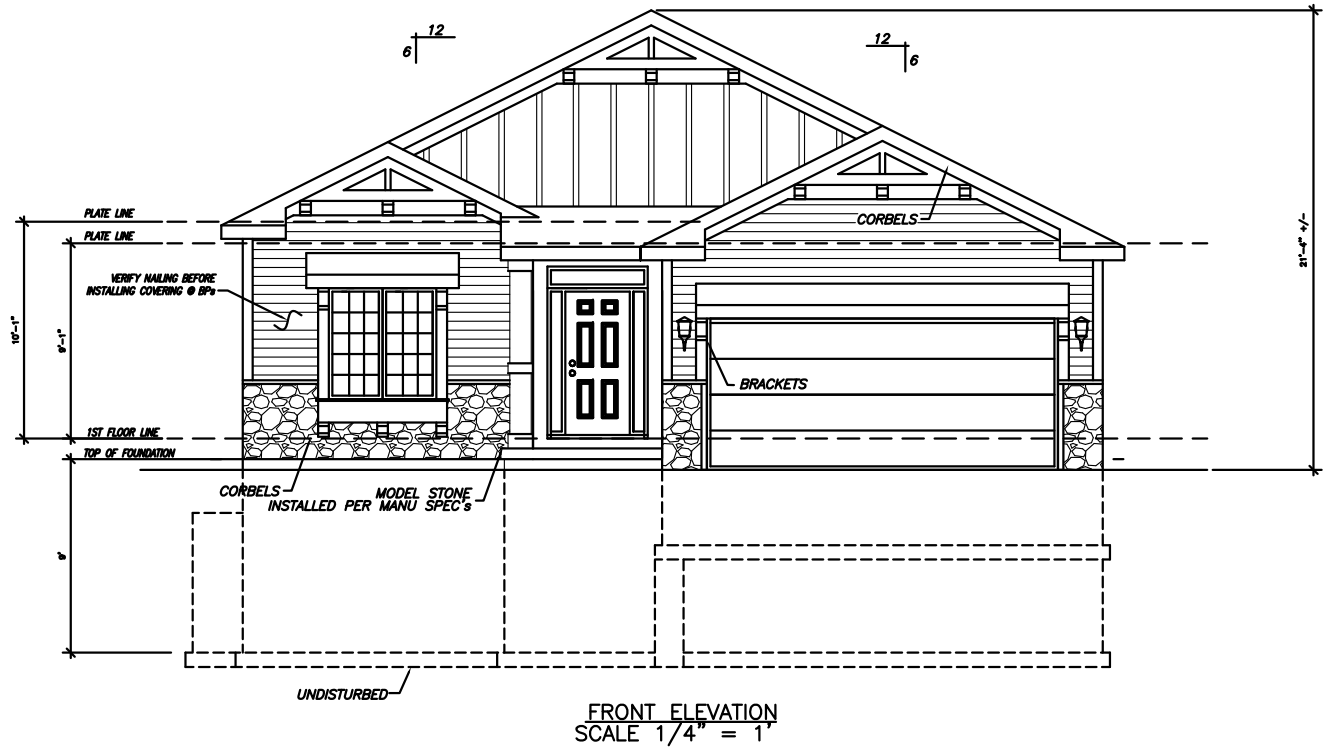 12
6
12
6
PLATE LINE
PLATE LINE
CORBELS
21'-4" +/-
VERIFY NAILING BEFORE
INSTALLING COVERING @ BPs
10'-1"
9'-1"
BRACKETS
1ST FLOOR LINE
TOP OF FOUNDATION
CORBELS
MODEL STONE
INSTALLED PER MANU SPEC's
9'
UNDISTURBED
FRONT ELEVATION
SCALE 1/4" = 1'